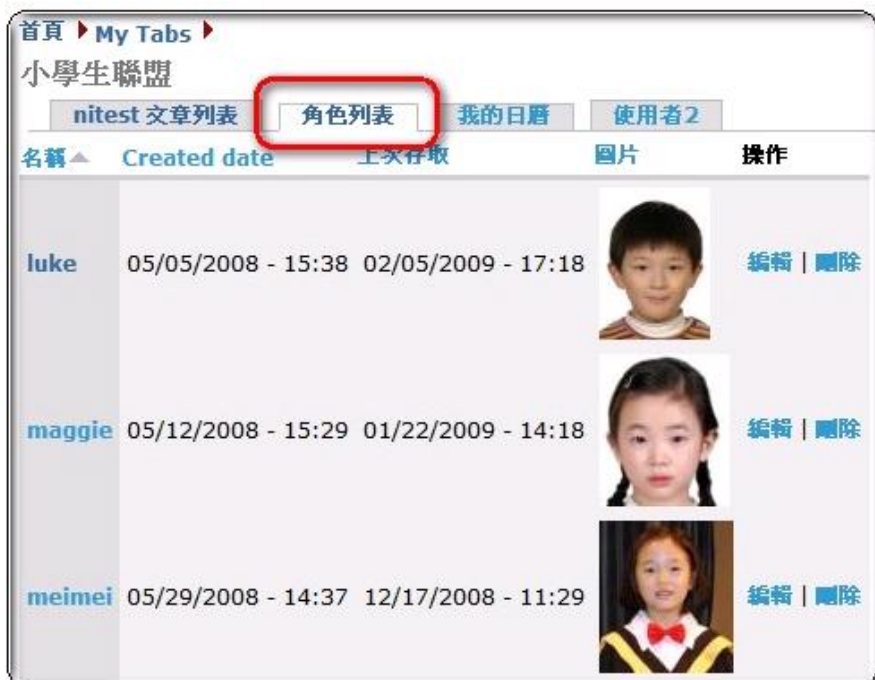 首頁 My Tabs
小學生聯盟
nitest 文章列表 角色列表 我的日曆 使用者2
名稱 Created date 上次存取 圖片 操作
luke 05/05/2008 - 15:38 02/05/2009 - 17:18 編輯 | 刪除
maggie 05/12/2008 - 15:29 01/22/2009 - 14:18 編輯 | 刪除
meimei 05/29/2008 - 14:37 12/17/2008 - 11:29 編輯 | 刪除